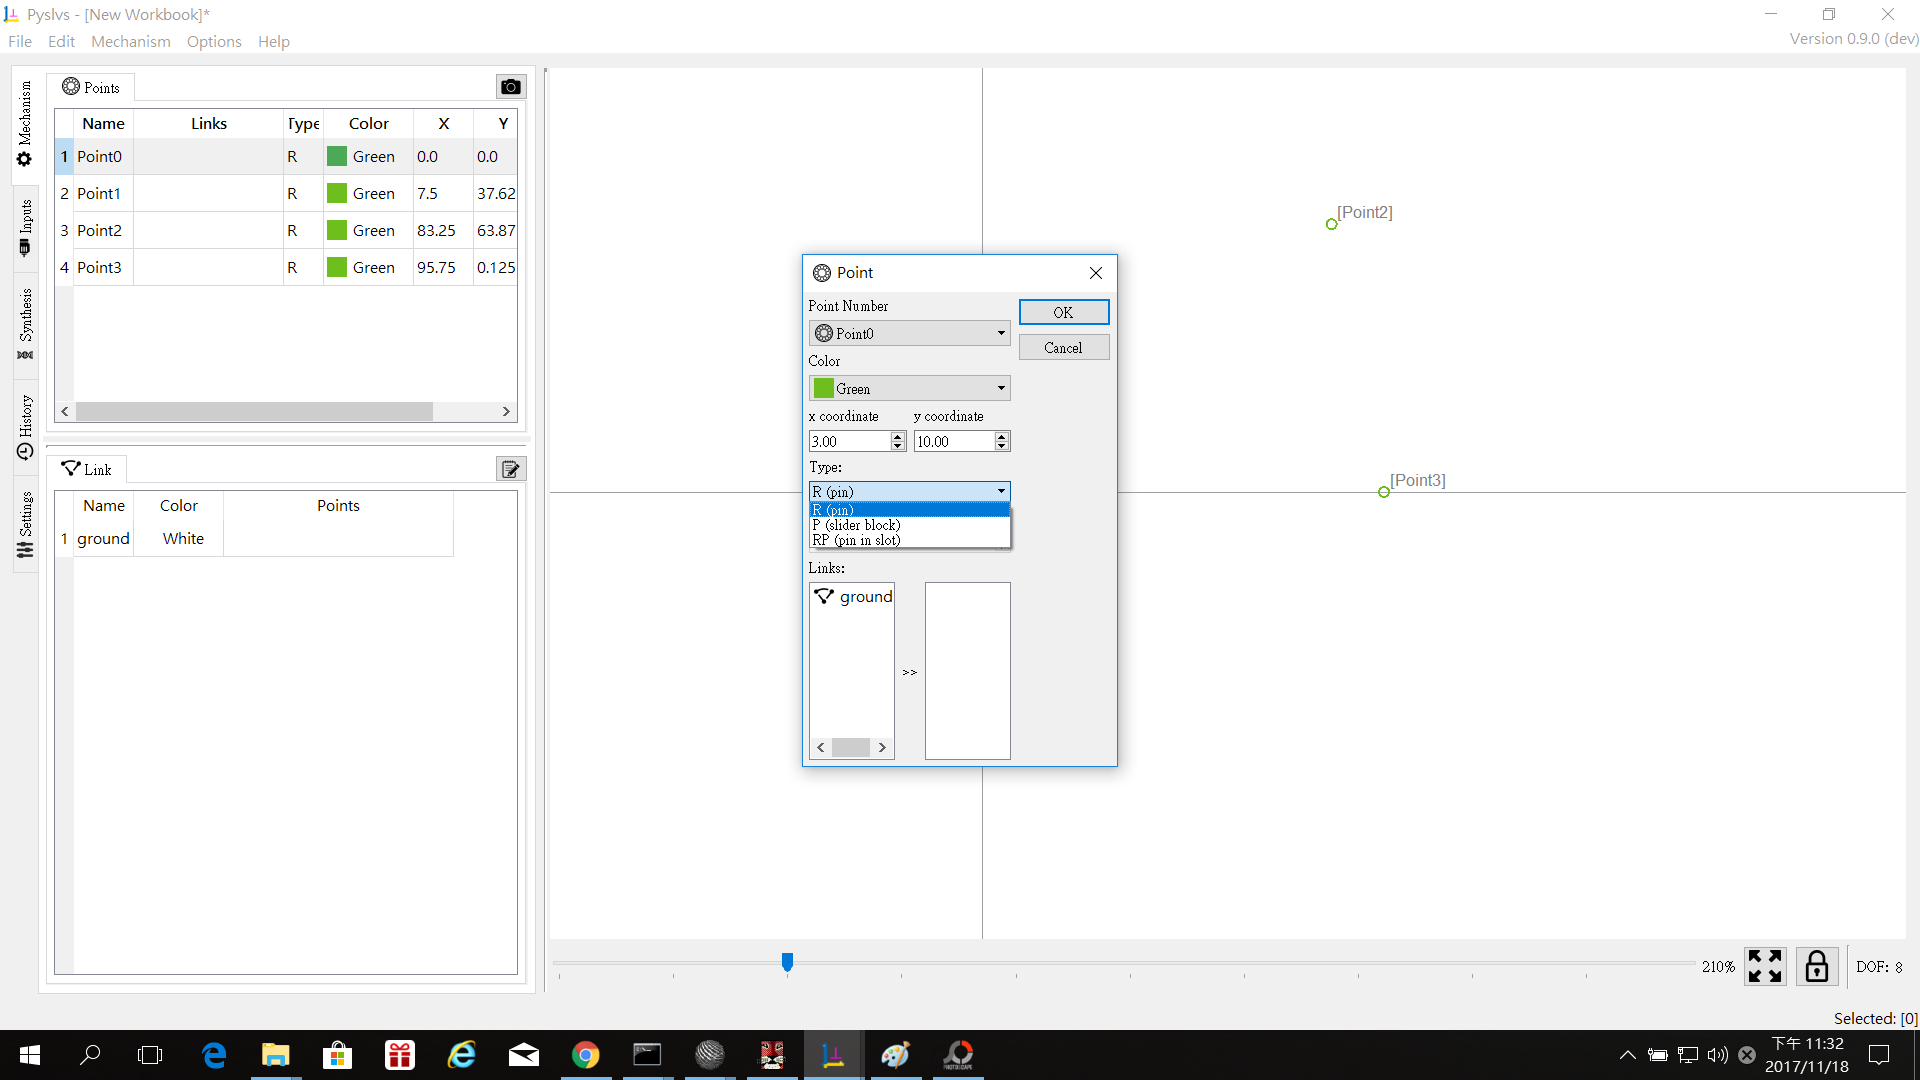 Pyslvs - [New Workbook]*
File Edit Mechanism Options Help
Version 0.9.0 (dev)
Mechanism
Inputs
Synthesis
History
Settings
Points
Name Links Type Color X Y
1 Point0 R Green 0.0 0.0
2 Point1 R Green 7.5 37.62
3 Point2 R Green 83.25 63.87
4 Point3 R Green 95.75 0.125
Link
Name Color Points
1 ground White
[Point2]
[Point3]
Point
Point Number
Point0
OK
Cancel
Color
Green
x coordinate y coordinate
3.00 10.00
Type:
R (pin)
R (pin)
P (slider block)
RP (pin in slot)
Links:
ground
>>
210%
DOF: 8
Selected: [0]
PHOTOSCAPE
下午 11:32
2017/11/18